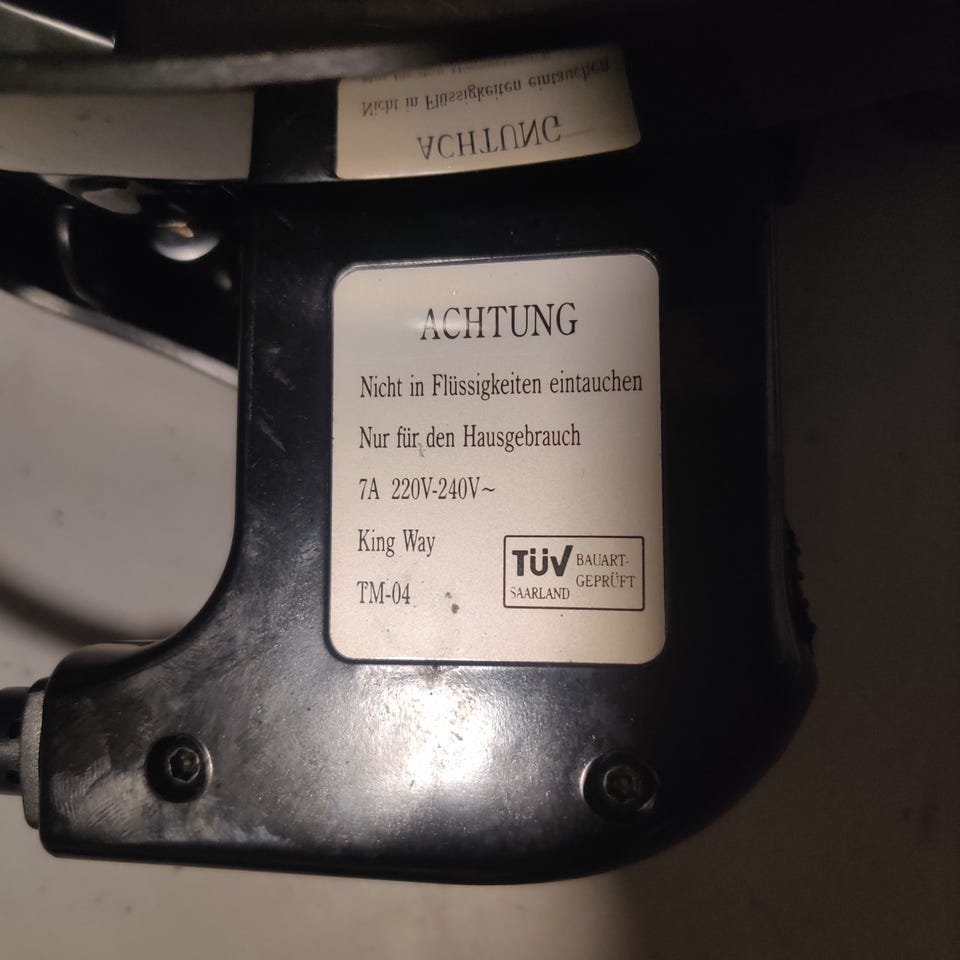 Nicht in Flüssigkeiten eintauchen
ACHTUNG
ACHTUNG
Nicht in Flüssigkeiten eintauchen
Nur für den Hausgebrauch
7A 220V-240V~
King Way
TM-04
TÜV BAUART-
SAARLAND GEPRÜFT